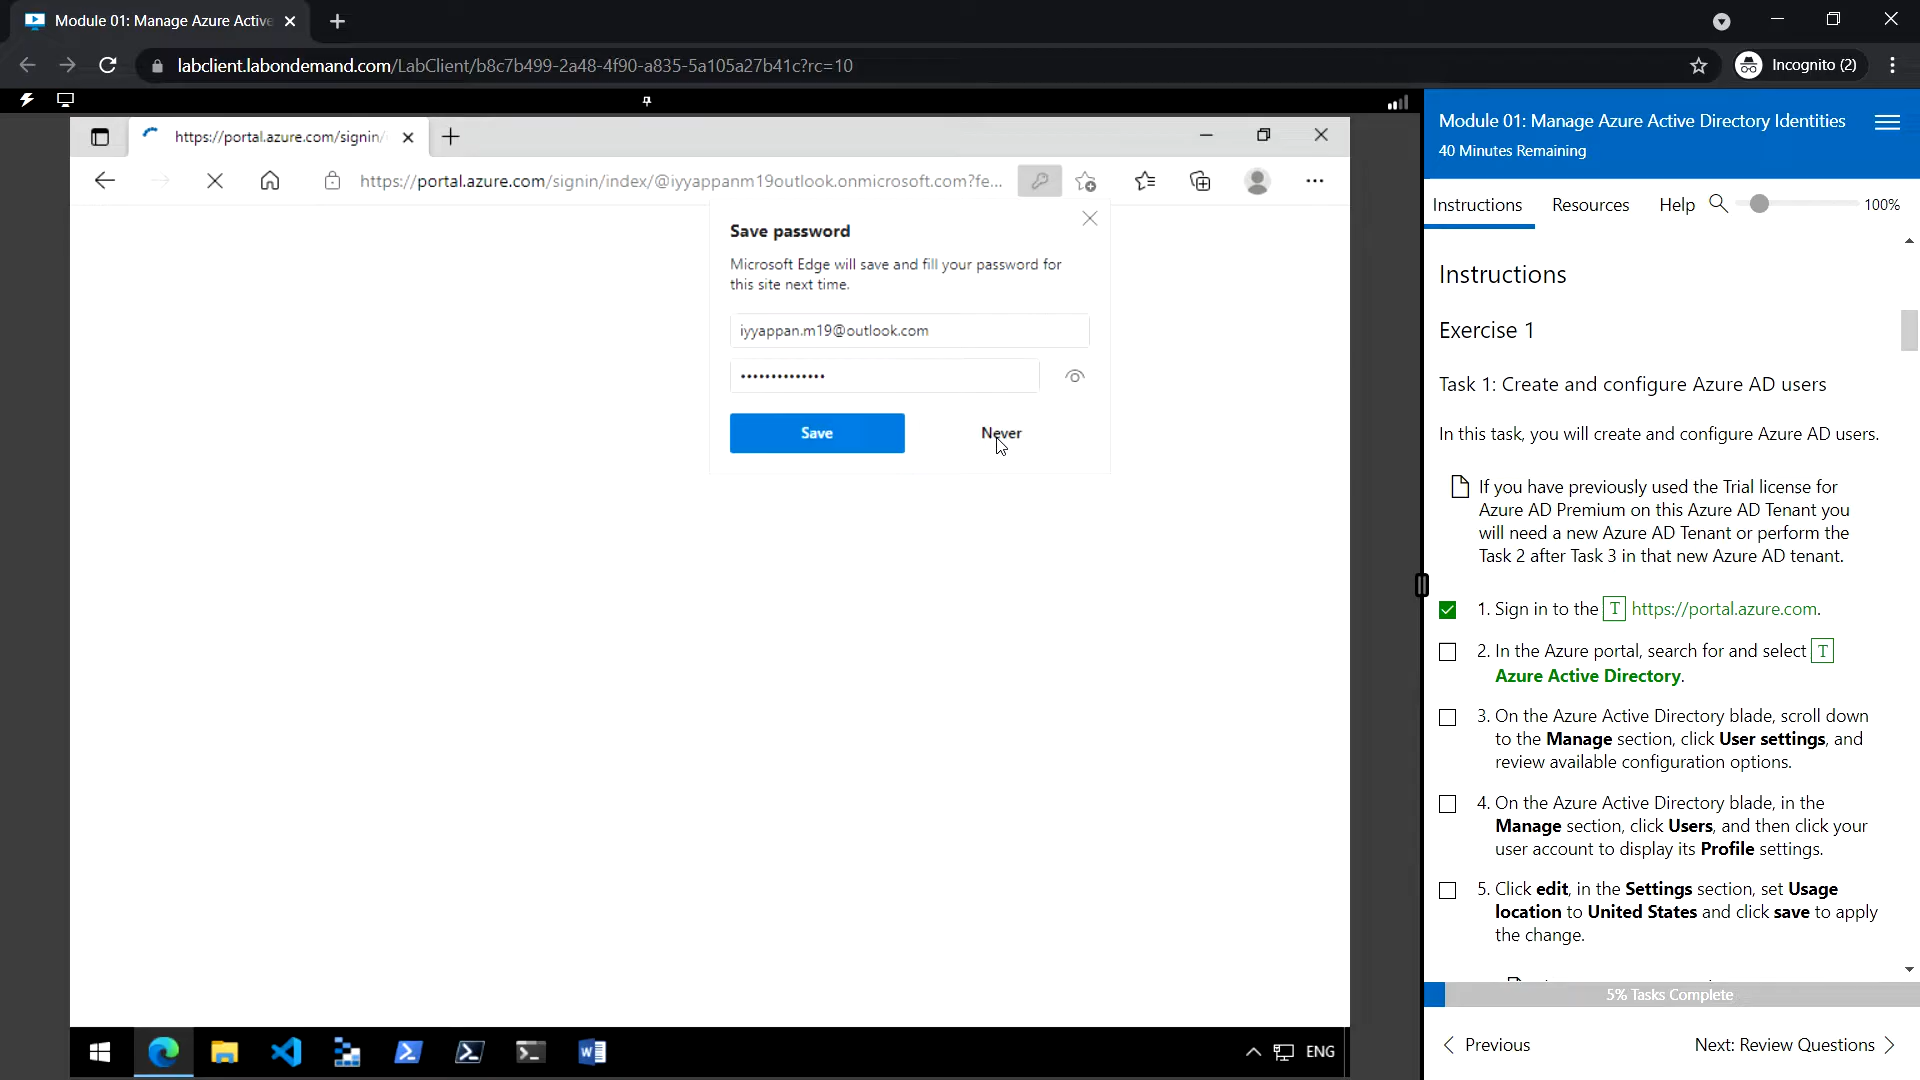 Module 01: Manage Azure Active
labclient.labondemand.com/LabClient/b8c7b499-2a48-4f90-a835-5a105a27b41c?rc=10
Incognito (2)
https://portal.azure.com/signin/
https://portal.azure.com/signin/index/@iyyappanm19outlook.onmicrosoft.com?fe...
Save password
Microsoft Edge will save and fill your password for
this site next time.
iyyappan.m19@outlook.com
••••••••••••••
Save
Never
ENG
Module 01: Manage Azure Active Directory Identities
40 Minutes Remaining
Instructions
Resources
Help
100%
Instructions
Exercise 1
Task 1: Create and configure Azure AD users
In this task, you will create and configure Azure AD users.
If you have previously used the Trial license for
Azure AD Premium on this Azure AD Tenant you
will need a new Azure AD Tenant or perform the
Task 2 after Task 3 in that new Azure AD tenant.
1. Sign in to the T https://portal.azure.com.
2. In the Azure portal, search for and select T
Azure Active Directory.
3. On the Azure Active Directory blade, scroll down
to the Manage section, click User settings, and
review available configuration options.
4. On the Azure Active Directory blade, in the
Manage section, click Users, and then click your
user account to display its Profile settings.
5. Click edit, in the Settings section, set Usage
location to United States and click save to apply
the change.
5% Tasks Complete
Previous
Next: Review Questions